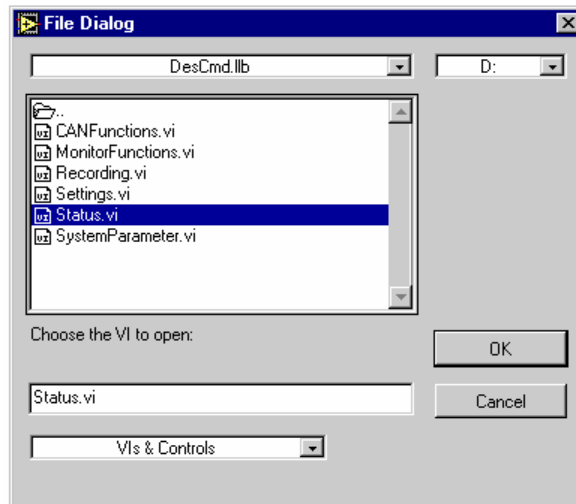 File Dialog
DesCmd.llb
D:
..
CANFunctions.vi
MonitorFunctions.vi
Recording.vi
Settings.vi
Status.vi
SystemParameter.vi
Choose the VI to open:
OK
Status.vi
Cancel
VIs & Controls